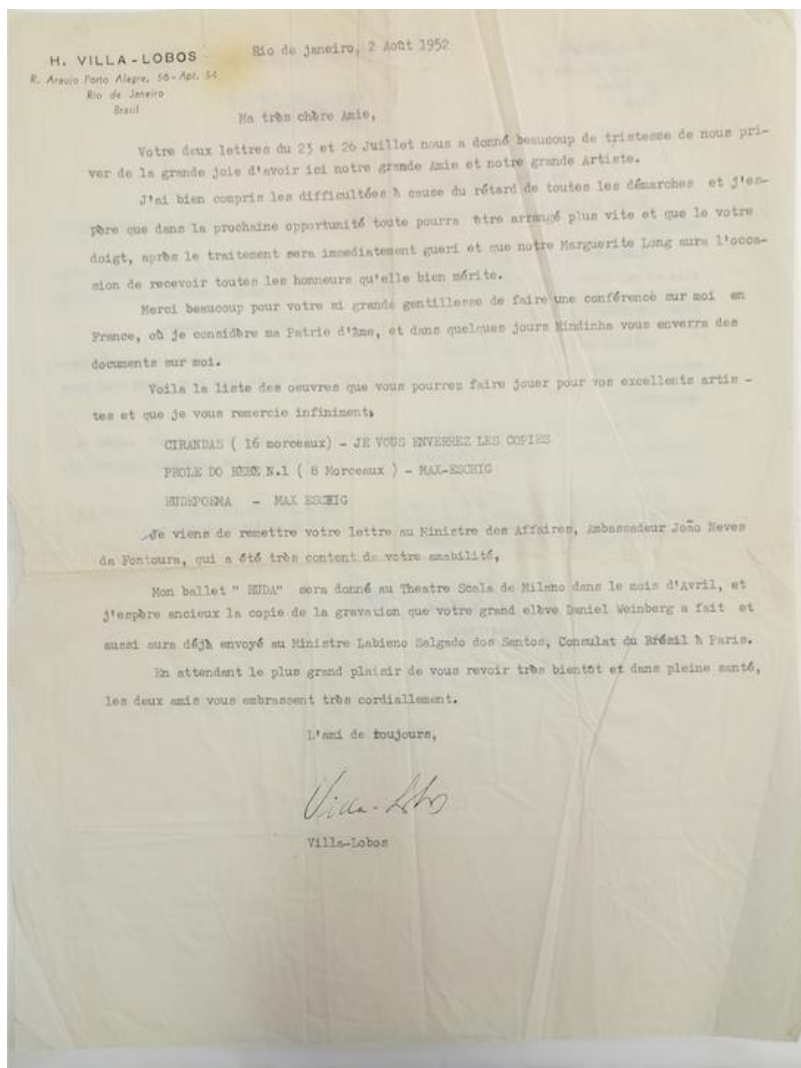 H. VILLA-LOBOS
R. Araujo Porto Alegre, 56 - Apt. 54
Rio de Janeiro
Brasil
Rio de janeiro, 2 Août 1952
Ma très chère Amie,
Votre deux lettres du 23 et 26 Juillet nous a donné beaucoup de tristesse de nous pri-
ver de la grande joie d'avoir ici notre grande Amie et notre grande Artiste.
J'ai bien compris les difficultées à cause du rétard de toutes les démarches et j'es-
père que dans la prochaine opportunité toute pourra être arrangé plus vite et que le votre
doigt, après le traitement sera immediatement gueri et que notre Marguerite Long aura l'occa-
sion de recevoir toutes les honneurs qu'elle bien mérite.
Merci beaucoup pour votre si grande gentillesse de faire une conférence sur moi en
France, où je considère ma Patrie d'âme, et dans quelques jours Mindinha vous enverra des
documents sur moi.
Voila la liste des oeuvres que vous pourrez faire jouer pour vos excellents artis -
tes et que je vous remercie infiniment,
CIRANDAS ( 16 morceaux) - JE VOUS ENVERREZ LES COPIES
PROLE DO BEBE N.1 ( 8 Morceaux ) - MAX-ESCHIG
RUDEPOEMA - MAX ESCHIG
Je viens de remettre votre lettre au Ministre des Affaires, Ambassadeur João Neves
da Fontoura, qui a été très content de votre amabilité,
Mon ballet " RUDA" sera donné au Theatre Scala de Milano dans le mois d'Avril, et
j'espère ancieux la copie de la gravation que votre grand elève Daniel Weinberg a fait et
aussi aura déjà envoyé au Ministre Labieno Salgado dos Santos, Consulat du Brésil à Paris.
En attendant le plus grand plaisir de vous revoir très bientôt et dans pleine santé,
les deux amis vous embrassent très cordiallement.
L'ami de toujours,
Villa-Lobos
Villa-Lobos